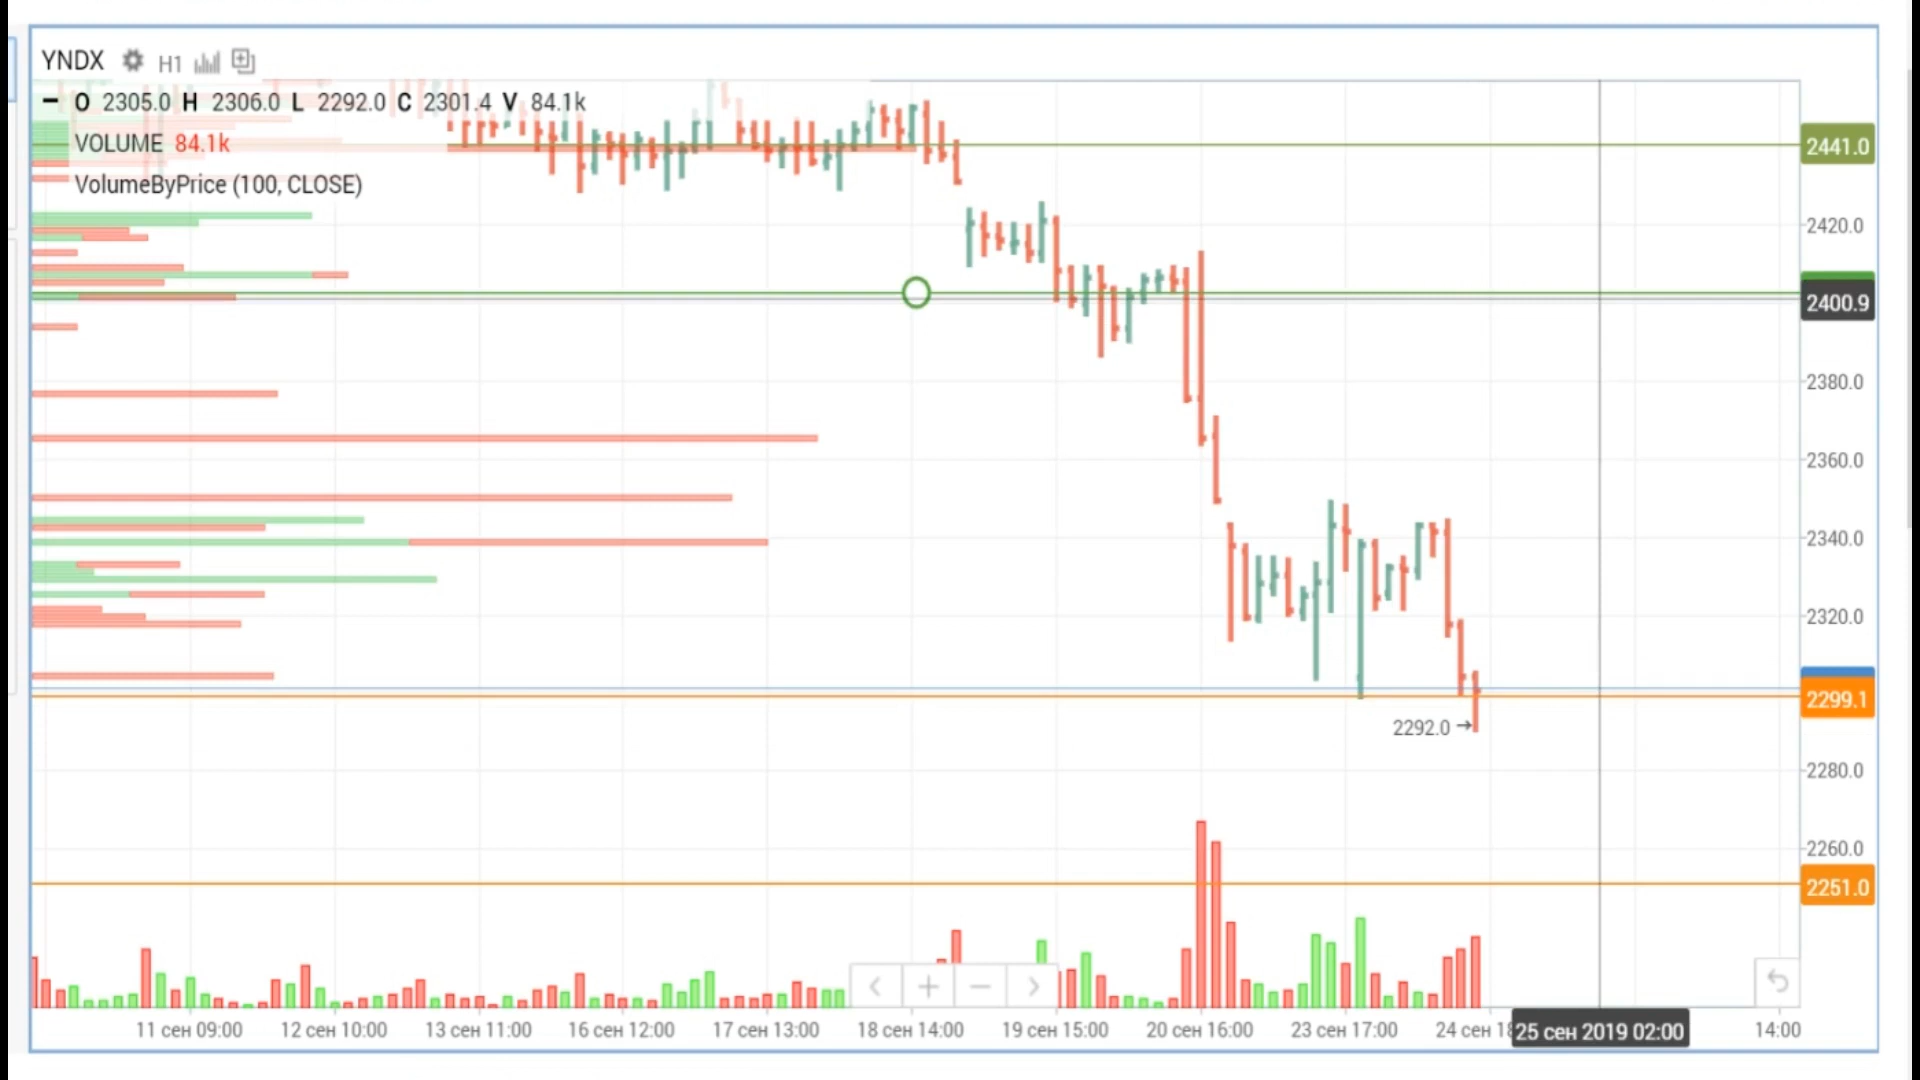 YNDX H1
O 2305.0 H 2306.0 L 2292.0 C 2301.4 V 84.1k
VOLUME 84.1k
VolumeByPrice (100, CLOSE)
2441.0
2420.0
2400.9
2380.0
2360.0
2340.0
2320.0
2299.1
2292.0 →
2280.0
2260.0
2251.0
11 сен 09:00 12 сен 10:00 13 сен 11:00 16 сен 12:00 17 сен 13:00 18 сен 14:00 19 сен 15:00 20 сен 16:00 23 сен 17:00 24 сен 18 25 сен 2019 02:00 14:00